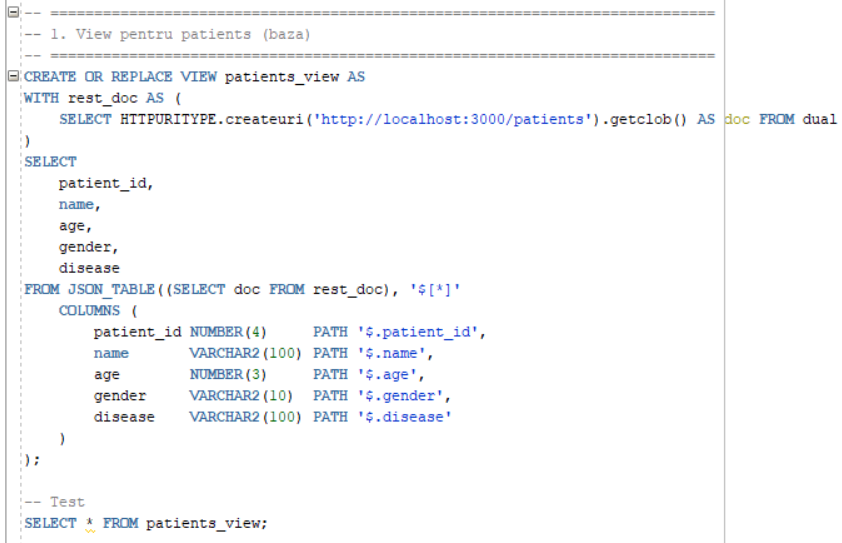 -- =================================================================
-- 1. View pentru patients (baza)
-- =================================================================
CREATE OR REPLACE VIEW patients_view AS
WITH rest_doc AS (
    SELECT HTTPURITYPE.createuri('http://localhost:3000/patients').getclob() AS doc FROM dual
)
SELECT
    patient_id,
    name,
    age,
    gender,
    disease
FROM JSON_TABLE((SELECT doc FROM rest_doc), '$[*]'
    COLUMNS (
        patient_id NUMBER(4)     PATH '$.patient_id',
        name       VARCHAR2(100) PATH '$.name',
        age        NUMBER(3)     PATH '$.age',
        gender     VARCHAR2(10)  PATH '$.gender',
        disease    VARCHAR2(100) PATH '$.disease'
    )
);
-- Test
SELECT * FROM patients_view;